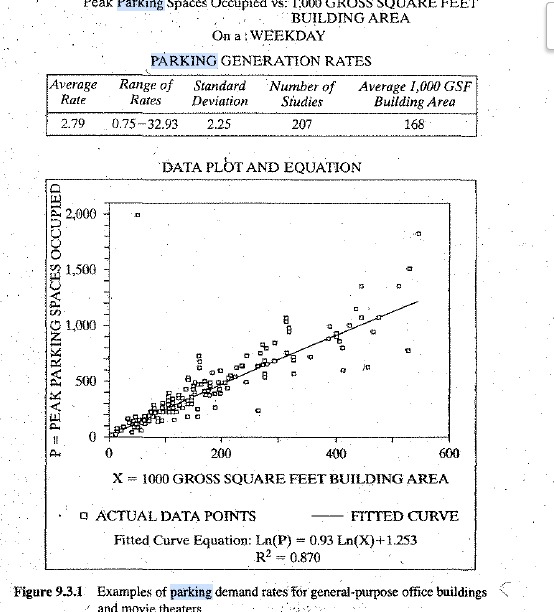 Peak Parking Spaces Occupied vs: 1,000 GROSS SQUARE FEET
BUILDING AREA
On a : WEEKDAY
PARKING GENERATION RATES
Average Rate Range of Rates Standard Deviation Number of Studies Average 1,000 GSF Building Area
2.79 0.75–32.93 2.25 207 168
DATA PLOT AND EQUATION
P = PEAK PARKING SPACES OCCUPIED
2,000
1,500
1,000
500
0
0 200 400 600
X = 1000 GROSS SQUARE FEET BUILDING AREA
ACTUAL DATA POINTS FITTED CURVE
Fitted Curve Equation: Ln(P) = 0.93 Ln(X)+1.253
R² = 0.870
Figure 9.3.1 Examples of parking demand rates for general-purpose office buildings
and movie theaters